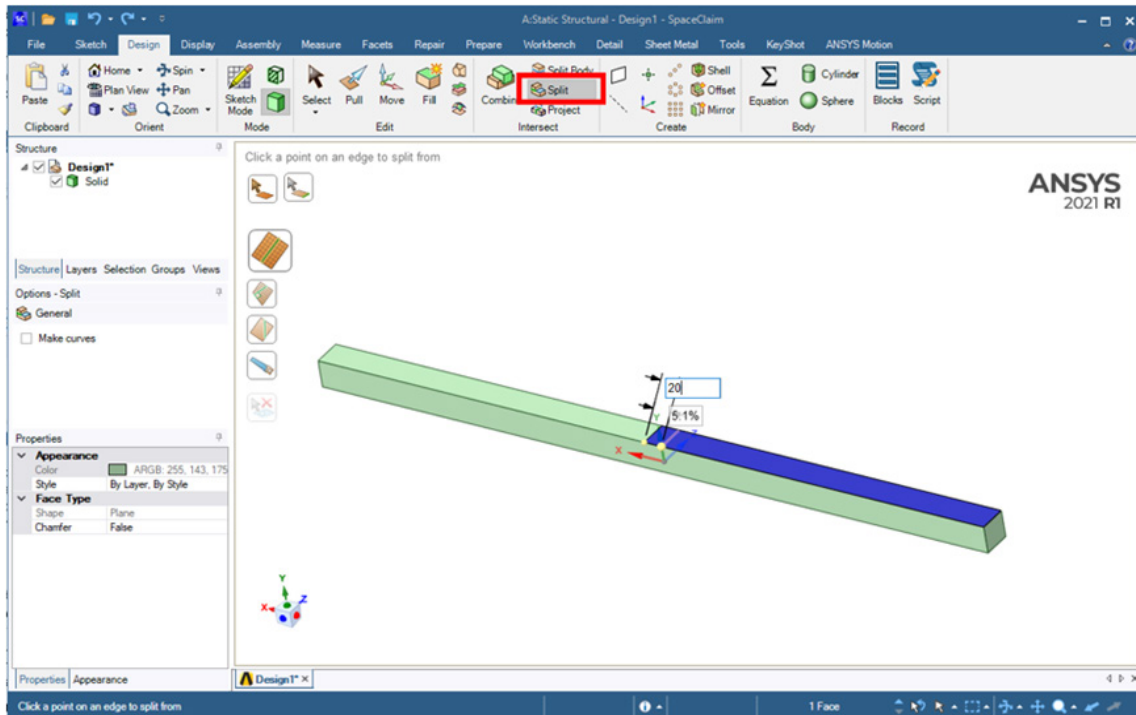 A:Static Structural - Design1 - SpaceClaim
File Sketch Design Display Assembly Measure Facets Repair Prepare Workbench Detail Sheet Metal Tools KeyShot ANSYS Motion
Home Spin Split Body Shell Cylinder
Paste Plan View Pan Sketch Mode Select Pull Move Fill Combine Split Offset Equation Sphere Blocks Script
Zoom Project Mirror
Clipboard Orient Mode Edit Intersect Create Body Record
Structure
Click a point on an edge to split from
Design1*
Solid
ANSYS
2021 R1
Structure Layers Selection Groups Views
Options - Split
General
Make curves
20
5.1%
Y
Z
X
Properties
Appearance
Color ARGB: 255, 143, 175
Style By Layer, By Style
Face Type
Shape Plane
Chamfer False
Y
X Z
Properties Appearance Design1*
Click a point on an edge to split from 1 Face